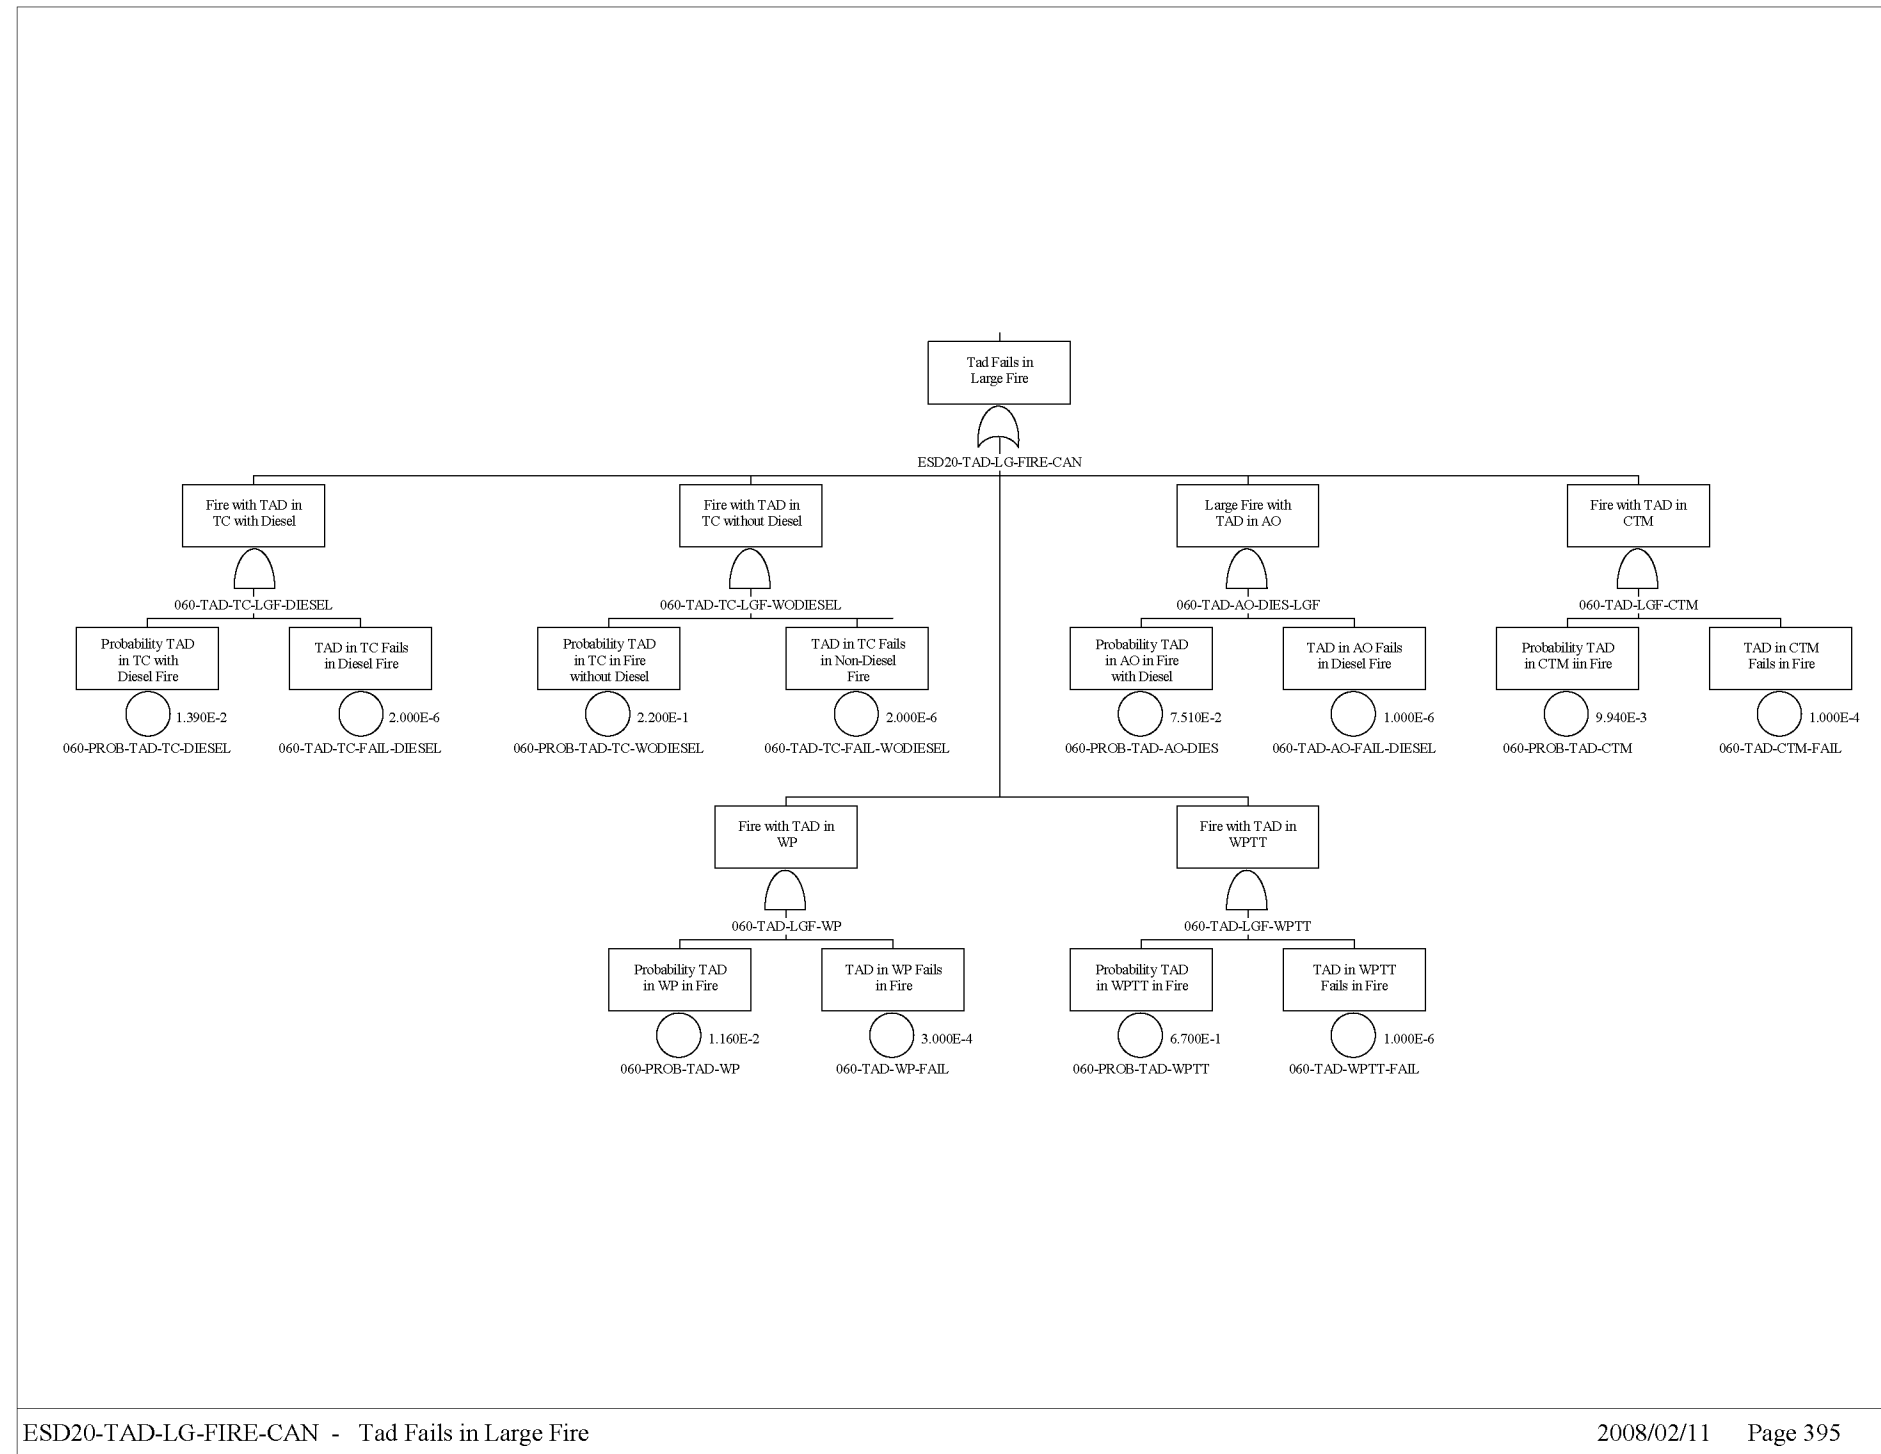 Tad Fails in
Large Fire
ESD20-TAD-LG-FIRE-CAN
Fire with TAD in
TC with Diesel
060-TAD-TC-LGF-DIESEL
Fire with TAD in
TC without Diesel
060-TAD-TC-LGF-WODIESEL
Large Fire with
TAD in AO
060-TAD-AO-DIES-LGF
Fire with TAD in
CTM
060-TAD-LGF-CTM
Probability TAD
in TC with
Diesel Fire
1.390E-2
060-PROB-TAD-TC-DIESEL
TAD in TC Fails
in Diesel Fire
2.000E-6
060-TAD-TC-FAIL-DIESEL
Probability TAD
in TC in Fire
without Diesel
2.200E-1
060-PROB-TAD-TC-WODIESEL
TAD in TC Fails
in Non-Diesel
Fire
2.000E-6
060-TAD-TC-FAIL-WODIESEL
Probability TAD
in AO in Fire
with Diesel
7.510E-2
060-PROB-TAD-AO-DIES
TAD in AO Fails
in Diesel Fire
1.000E-6
060-TAD-AO-FAIL-DIESEL
Probability TAD
in CTM iin Fire
9.940E-3
060-PROB-TAD-CTM
TAD in CTM
Fails in Fire
1.000E-4
060-TAD-CTM-FAIL
Fire with TAD in
WP
060-TAD-LGF-WP
Fire with TAD in
WPTT
060-TAD-LGF-WPTT
Probability TAD
in WP in Fire
1.160E-2
060-PROB-TAD-WP
TAD in WP Fails
in Fire
3.000E-4
060-TAD-WP-FAIL
Probability TAD
in WPTT in Fire
6.700E-1
060-PROB-TAD-WPTT
TAD in WPTT
Fails in Fire
1.000E-6
060-TAD-WPTT-FAIL
ESD20-TAD-LG-FIRE-CAN - Tad Fails in Large Fire
2008/02/11 Page 395